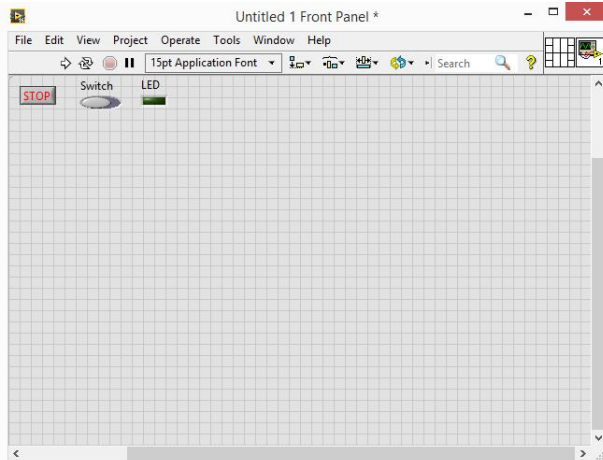 Untitled 1 Front Panel *
File Edit View Project Operate Tools Window Help
15pt Application Font Search ?
1
Switch LED
STOP